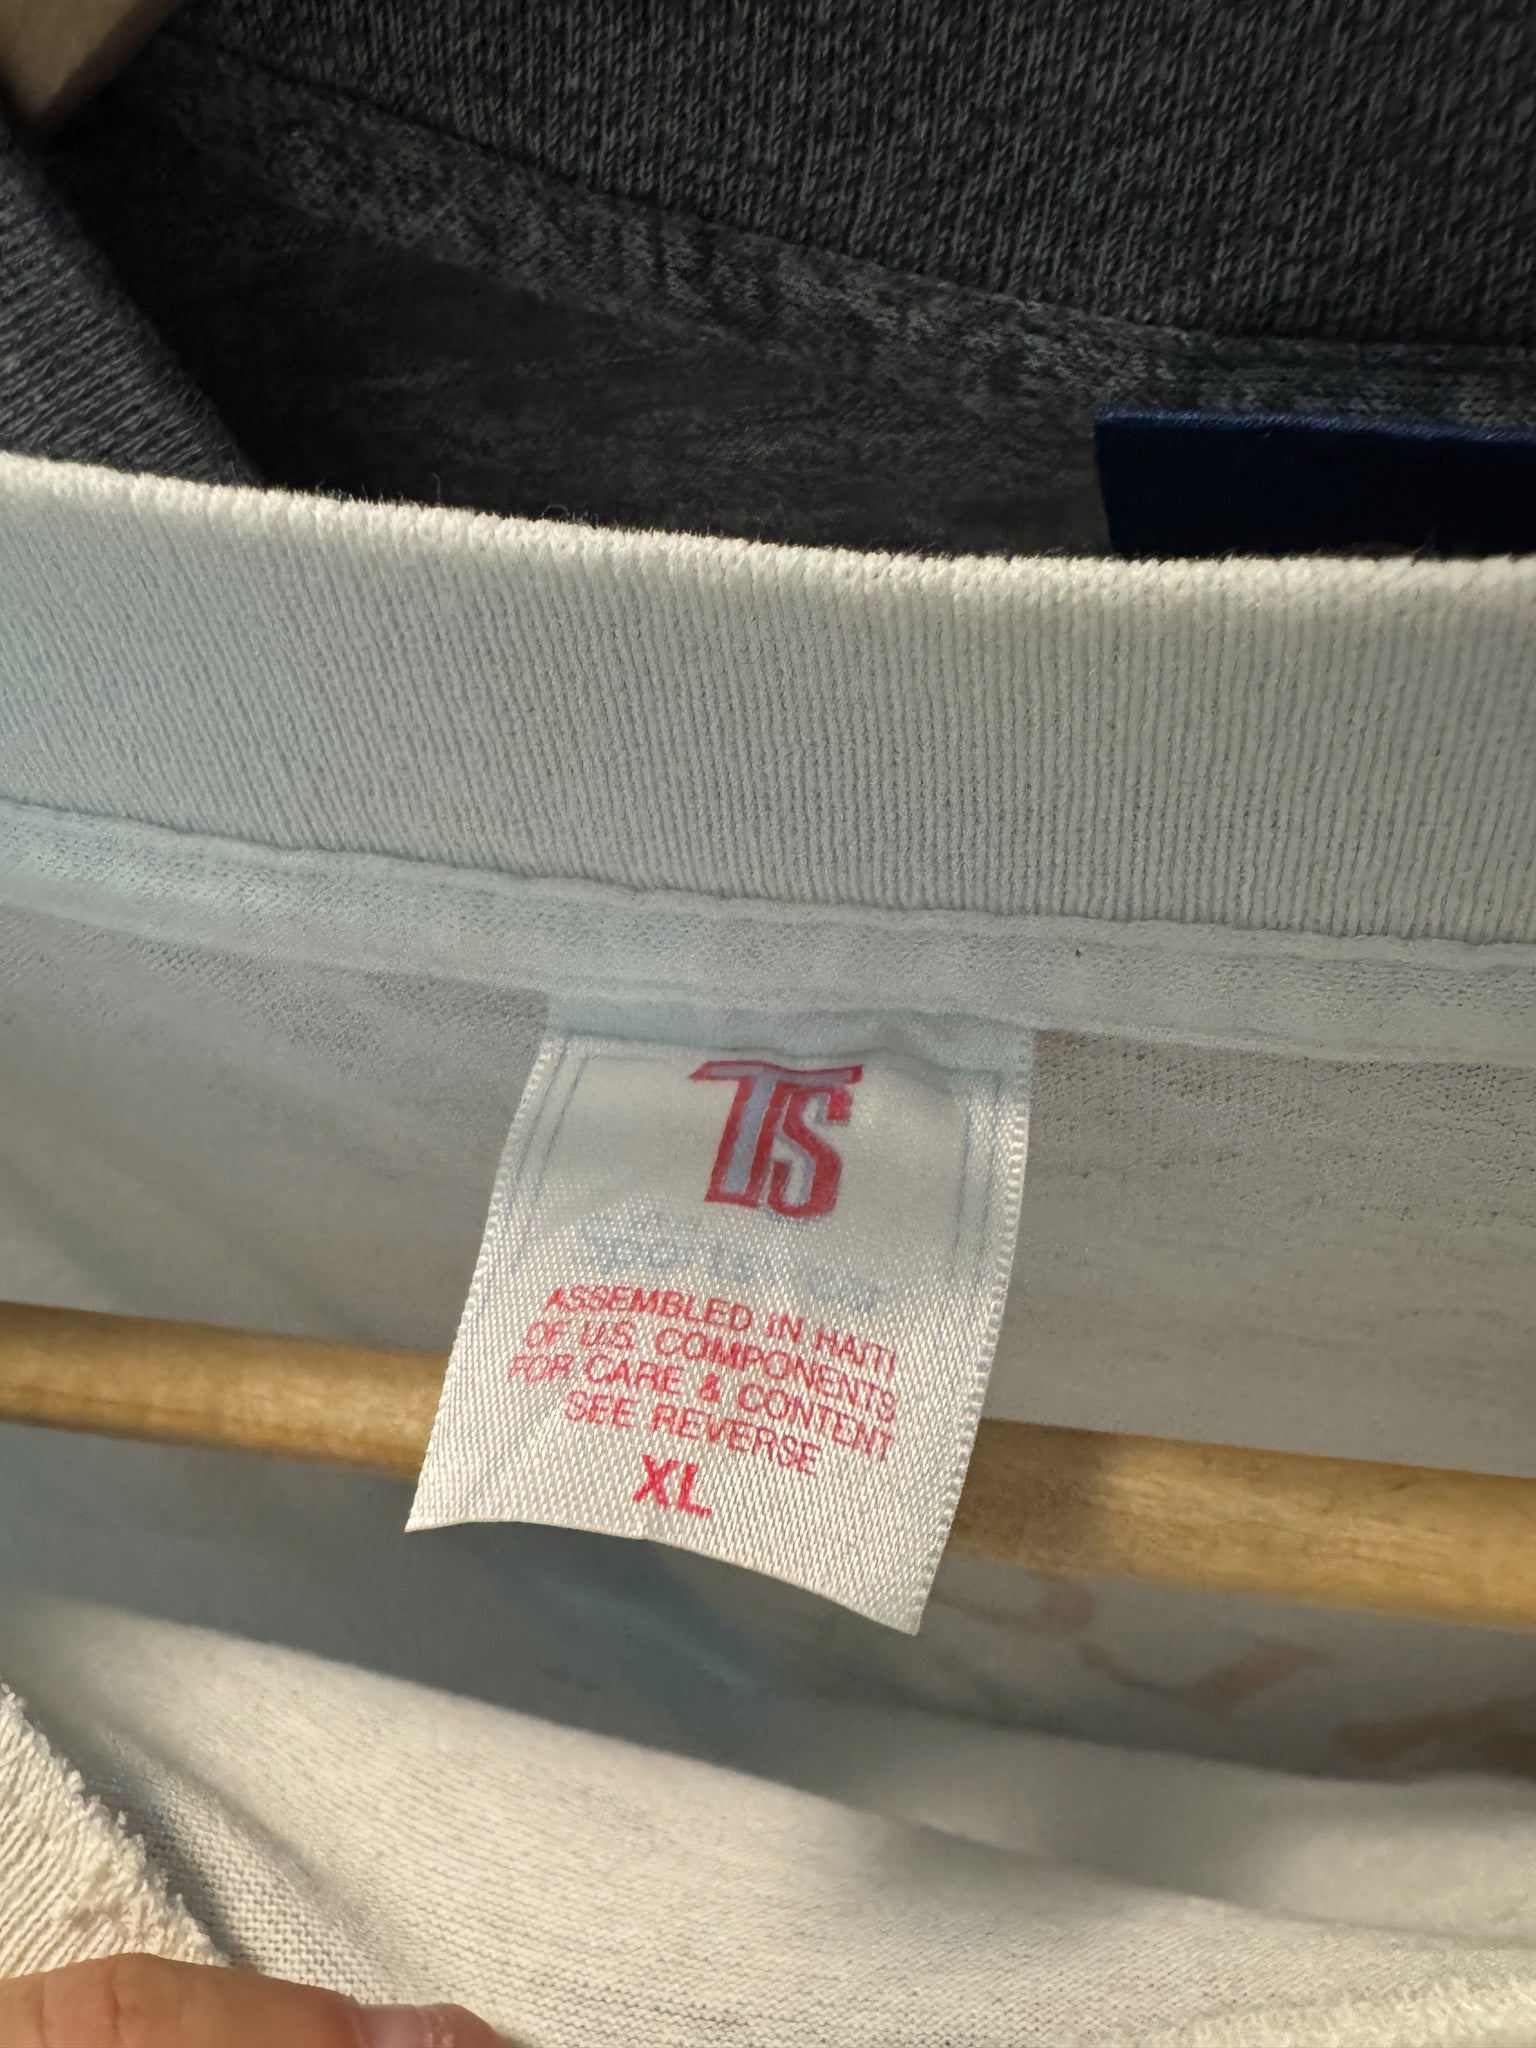 TS
ASSEMBLED IN HAITI
OF U.S. COMPONENTS
FOR CARE & CONTENT
SEE REVERSE
XL